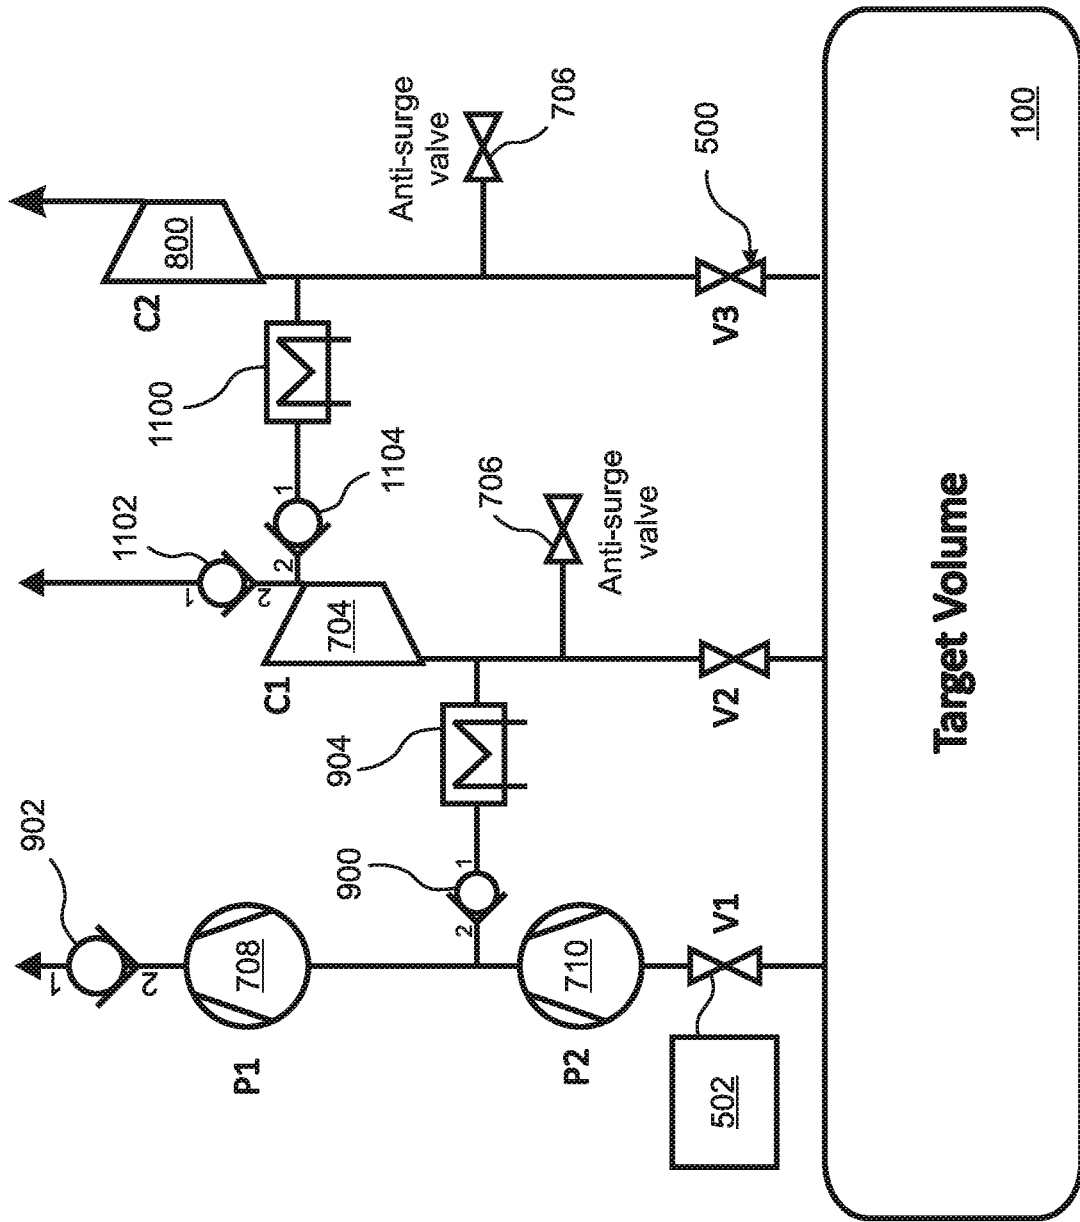 902
1
1102
C2
2
1100
800
1
P1
708
2
C1
2
1
704
904
900
1104
Anti-surge
valve
2
1
706
706
P2
710
Anti-surge
valve
500
502
V1
V2
V3
Target Volume
100